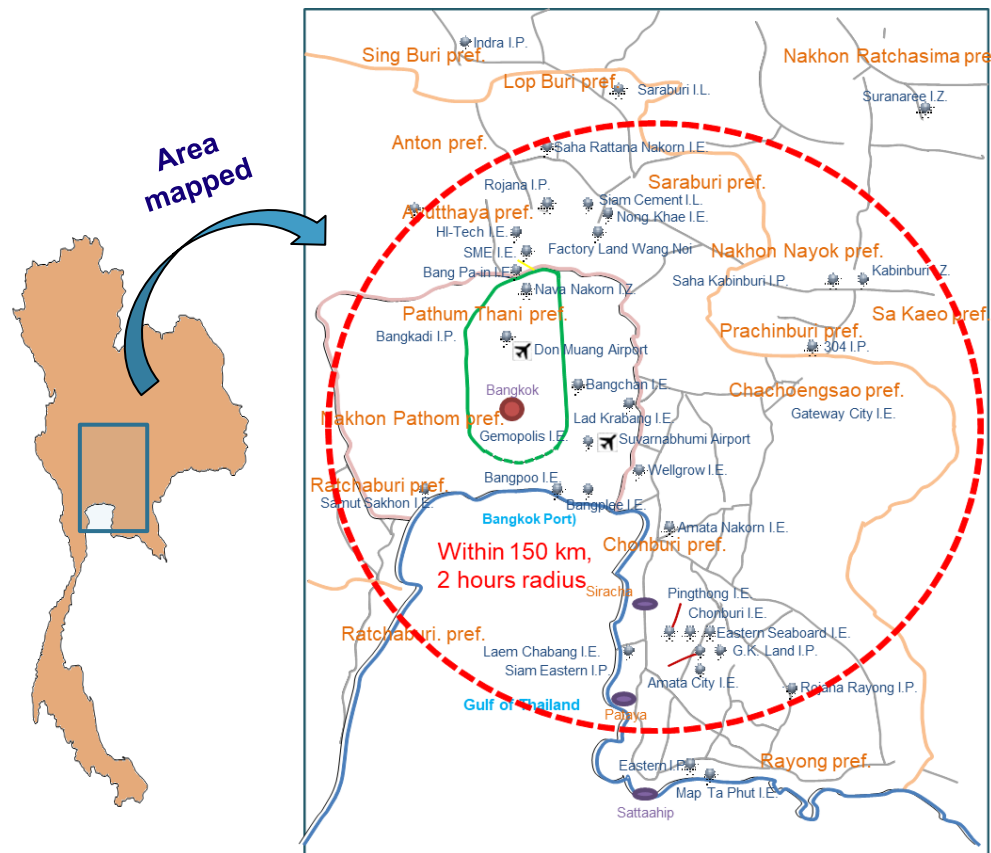 Area
mapped
Indra I.P.
Sing Buri pref.
Nakhon Ratchasima pre
Lop Buri pref.
Saraburi I.L.
Suranaree I.Z.
Anton pref.
Saha Rattana Nakorn I.E.
Saraburi pref.
Rojana I.P.
Siam Cement I.L.
Ayutthaya pref.
Nong Khae I.E.
HI-Tech I.E.
SME I.E.
Factory Land Wang Noi
Nakhon Nayok pref.
Bang Pa-in I.E.
Saha Kabinburi I.P.
Kabinburi I.Z.
Nava Nakorn I.Z.
Pathum Thani pref.
Sa Kaeo pref.
Prachinburi pref.
Bangkadi I.P.
Don Muang Airport
304 I.P.
Bangkok
Bangchan I.E.
Chachoengsao pref.
Nakhon Pathom pref.
Lad Krabang I.E.
Gateway City I.E.
Gemopolis I.E.
Suvarnabhumi Airport
Wellgrow I.E.
Ratchaburi pref.
Bangpoo I.E.
Samut Sakhon I.E.
Bangplee I.E.
Bangkok Port)
Amata Nakorn I.E.
Chonburi pref.
Within 150 km,
2 hours radius
Siracha
Pingthong I.E.
Chonburi I.E.
Ratchaburi. pref.
Eastern Seaboard I.E.
Laem Chabang I.E.
G.K. Land I.P.
Siam Eastern I.P.
Amata City I.E.
Rojana Rayong I.P.
Gulf of Thailand
Pattaya
Eastern I.P.
Rayong pref.
Map Ta Phut I.E.
Sattaahip